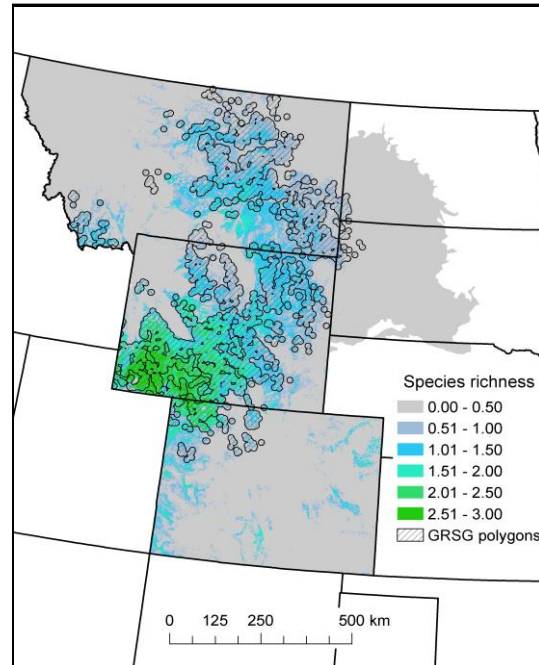 Species richness
0.00 - 0.50
0.51 - 1.00
1.01 - 1.50
1.51 - 2.00
2.01 - 2.50
2.51 - 3.00
GRSG polygons
0 125 250 500 km